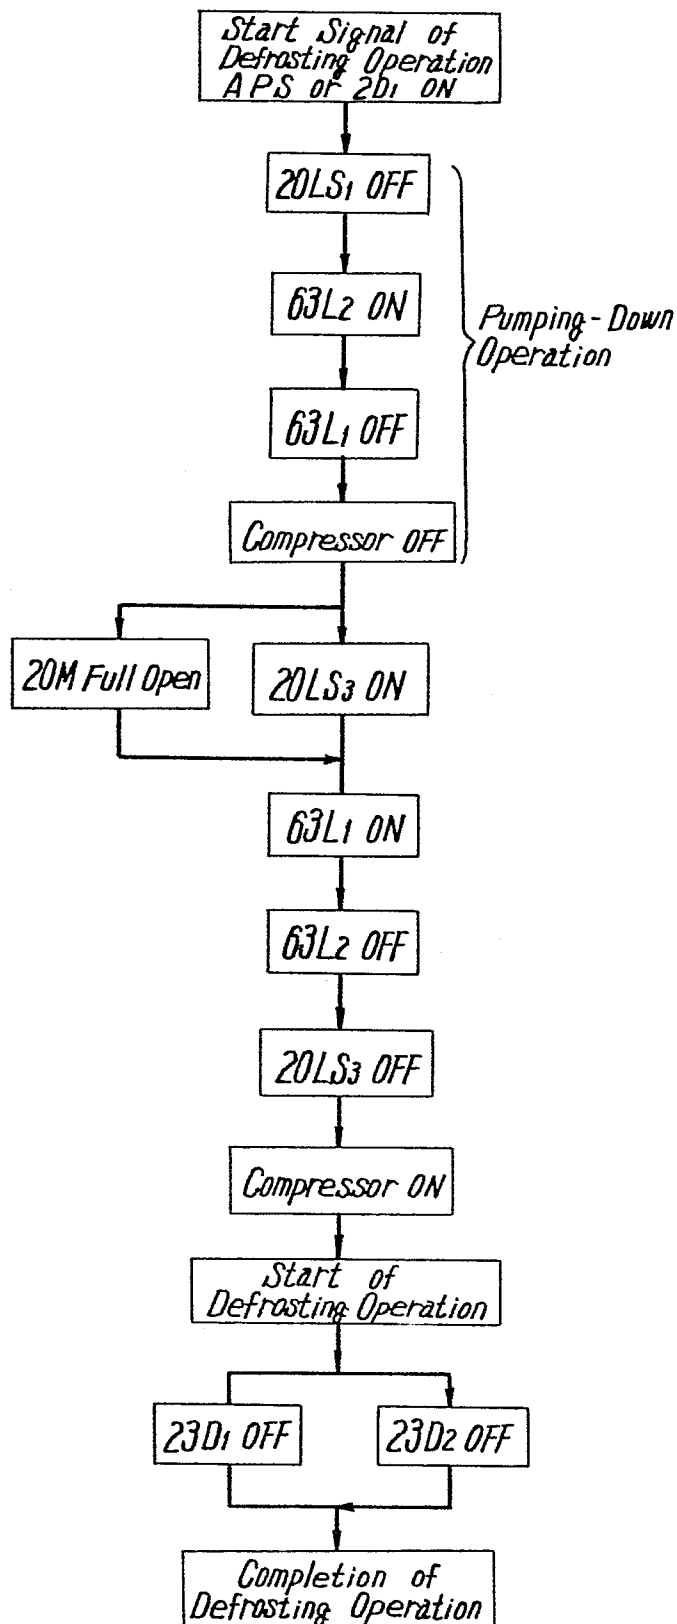 Start Signal of
Defrosting Operation
APS or 2D1 ON
20LS1 OFF
63L2 ON
Pumping-Down
Operation
63L1 OFF
Compressor OFF
20M Full Open
20LS3 ON
63L1 ON
63L2 OFF
20LS3 OFF
Compressor ON
Start of
Defrosting Operation
23D1 OFF
23D2 OFF
Completion of
Defrosting Operation